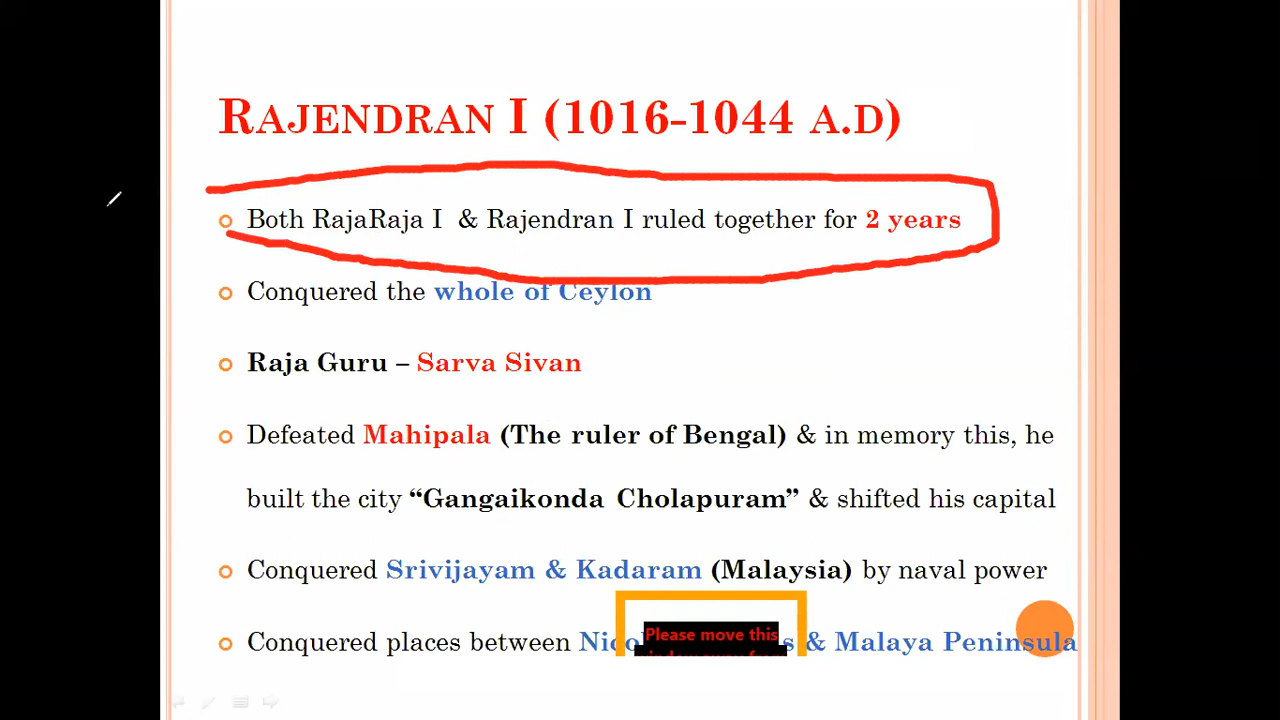 RAJENDRAN I (1016-1044 A.D)
Both RajaRaja I & Rajendran I ruled together for 2 years
Conquered the whole of Ceylon
Raja Guru – Sarva Sivan
Defeated Mahipala (The ruler of Bengal) & in memory this, he
built the city “Gangaikonda Cholapuram” & shifted his capital
Conquered Srivijayam & Kadaram (Malaysia) by naval power
Conquered places between & Malaya Peninsula
Please move this